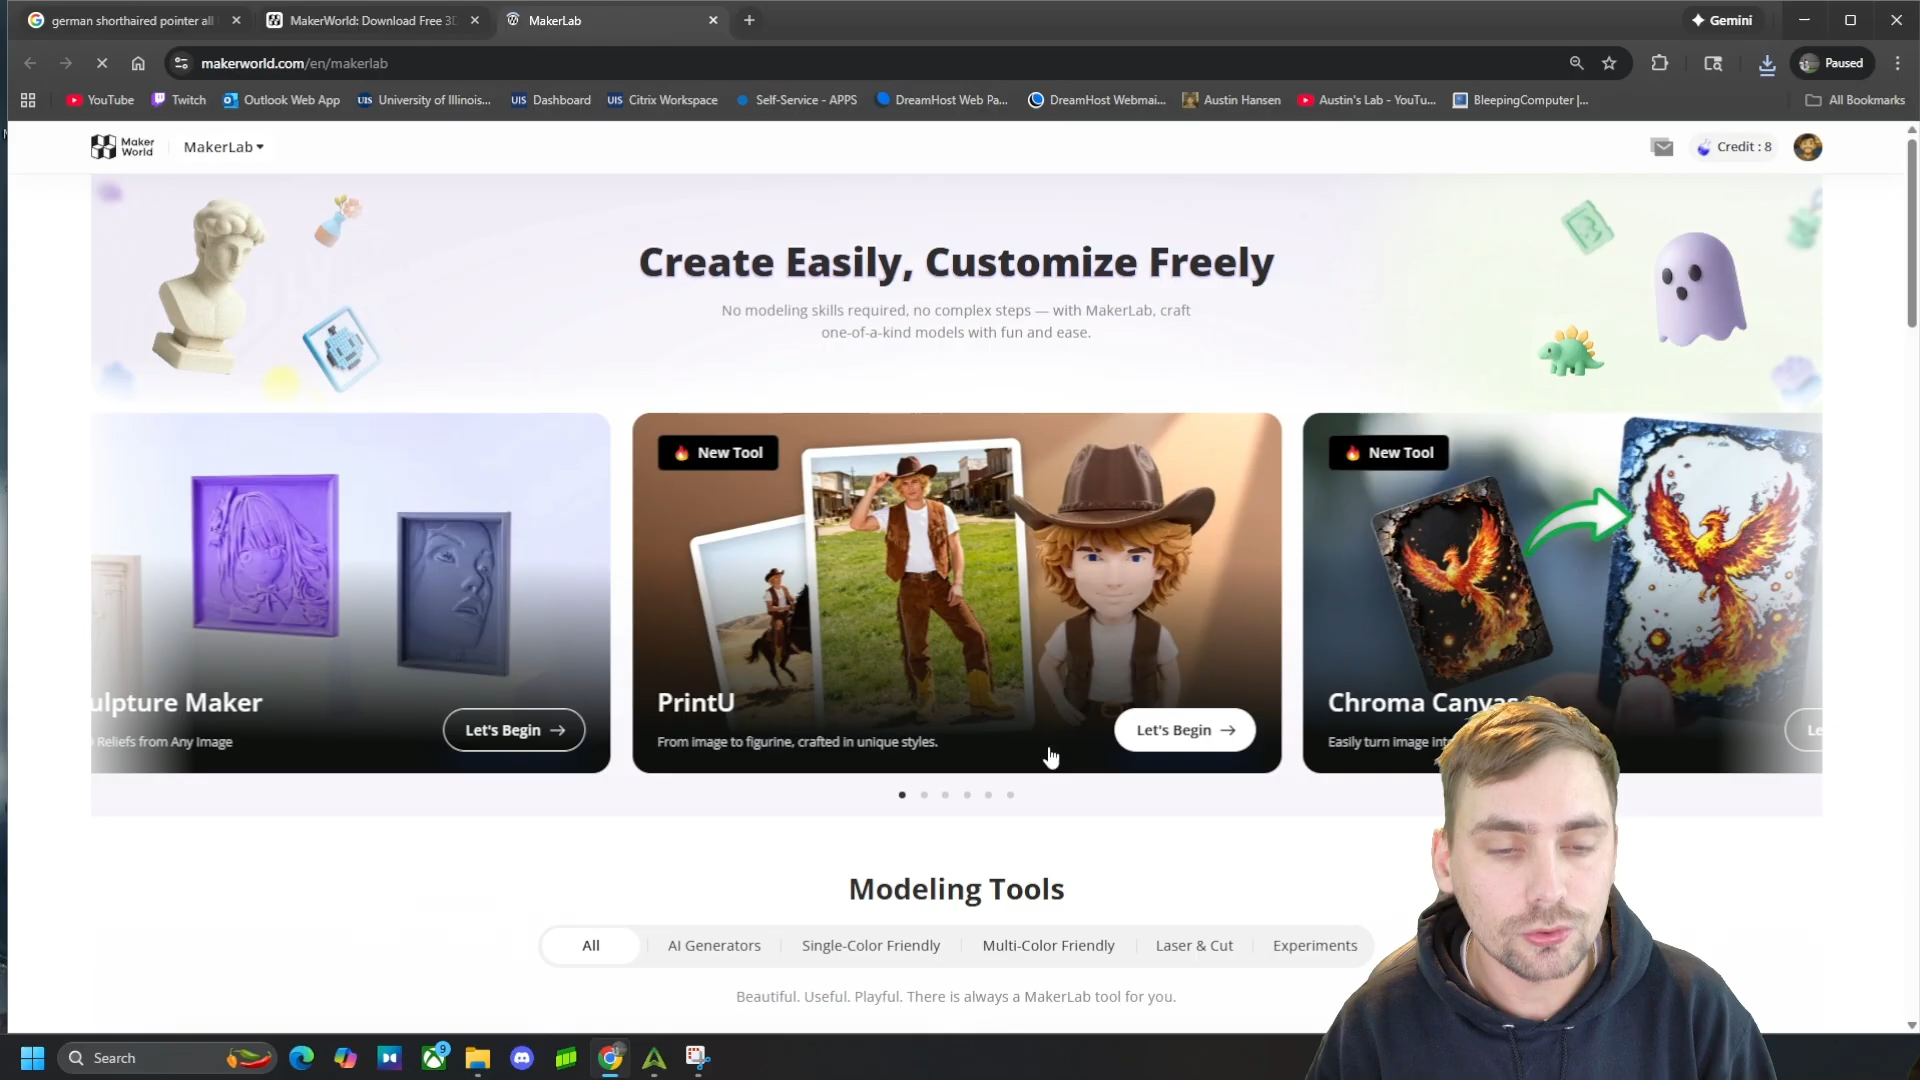 german shorthaired pointer all
MakerWorld: Download Free 3D
MakerLab
Gemini
makerworld.com/en/makerlab
Paused
YouTube
Twitch
Outlook Web App
UIS University of Illinois...
UIS Dashboard
UIS Citrix Workspace
Self-Service - APPS
DreamHost Web Pa...
DreamHost Webmai...
Austin Hansen
Austin's Lab - YouTu...
BleepingComputer |...
All Bookmarks
Maker
World
MakerLab
Credit : 8
Create Easily, Customize Freely
No modeling skills required, no complex steps — with MakerLab, craft
one-of-a-kind models with fun and ease.
New Tool
New Tool
ulpture Maker
Reliefs from Any Image
Let's Begin
PrintU
From image to figurine, crafted in unique styles.
Let's Begin
Chroma Canvas
Easily turn image
Le
Modeling Tools
All
AI Generators
Single-Color Friendly
Multi-Color Friendly
Laser & Cut
Experiments
Beautiful. Useful. Playful. There is always a MakerLab tool for you.
Search
9